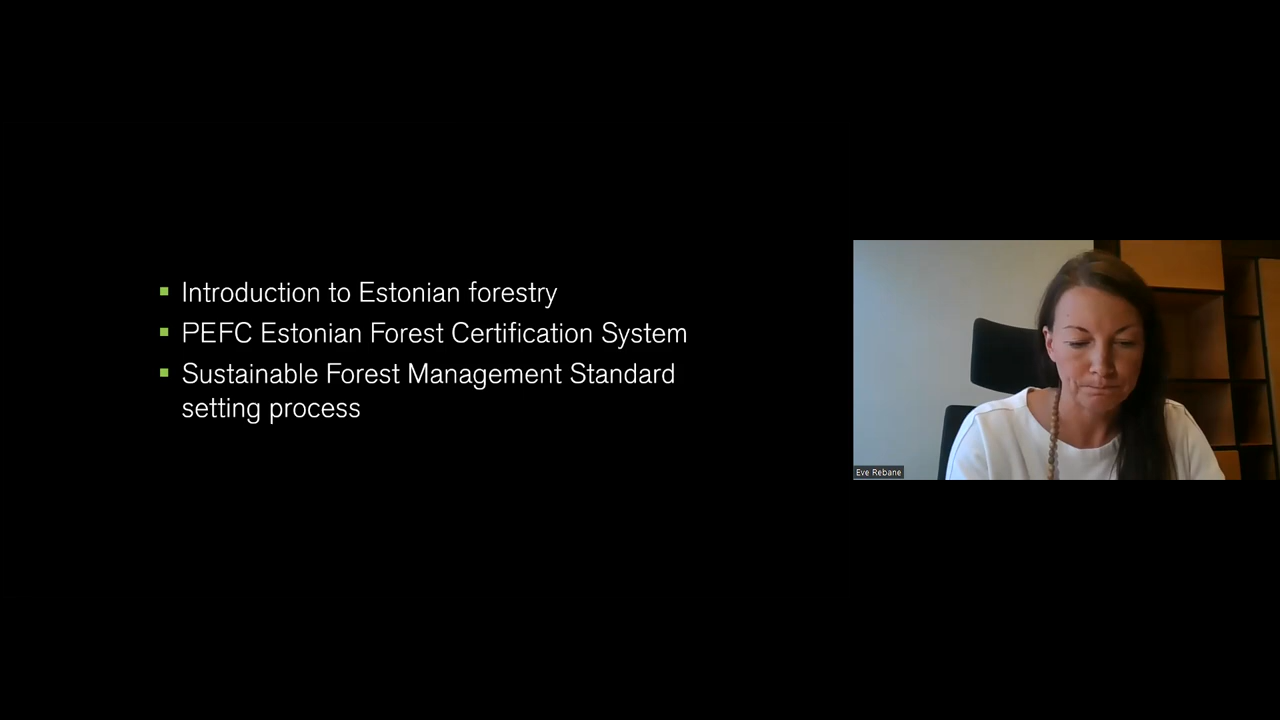 Introduction to Estonian forestry
PEFC Estonian Forest Certification System
Sustainable Forest Management Standard
setting process
Eve Rebane